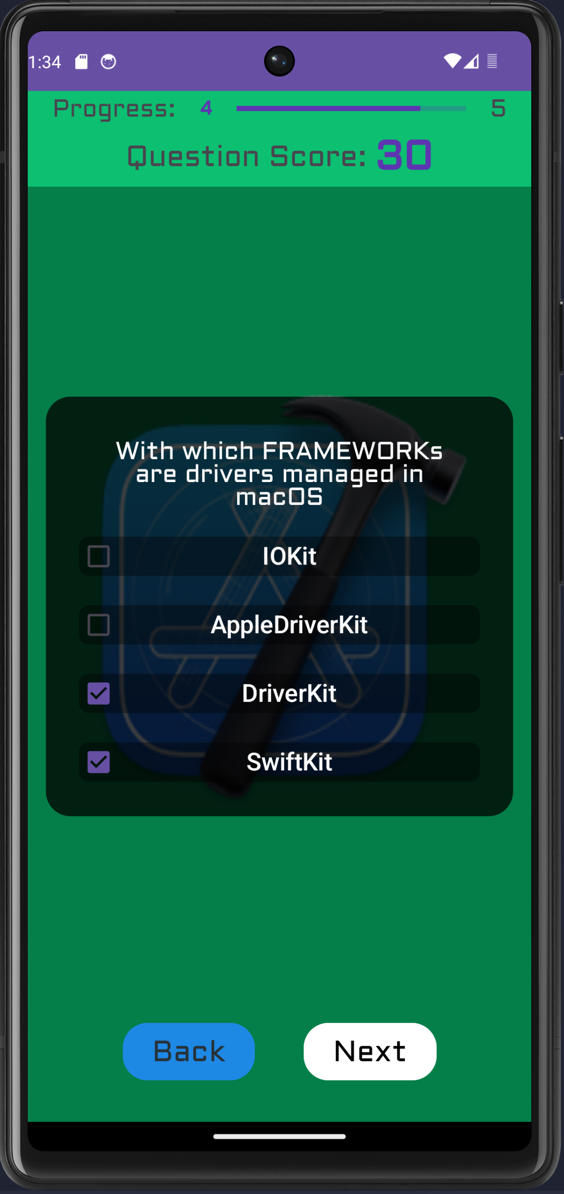 1:34
Progress: 4 5
Question Score: 30
With which FRAMEWORKs
are drivers managed in
macOS
IOKit
AppleDriverKit
DriverKit
SwiftKit
Back Next